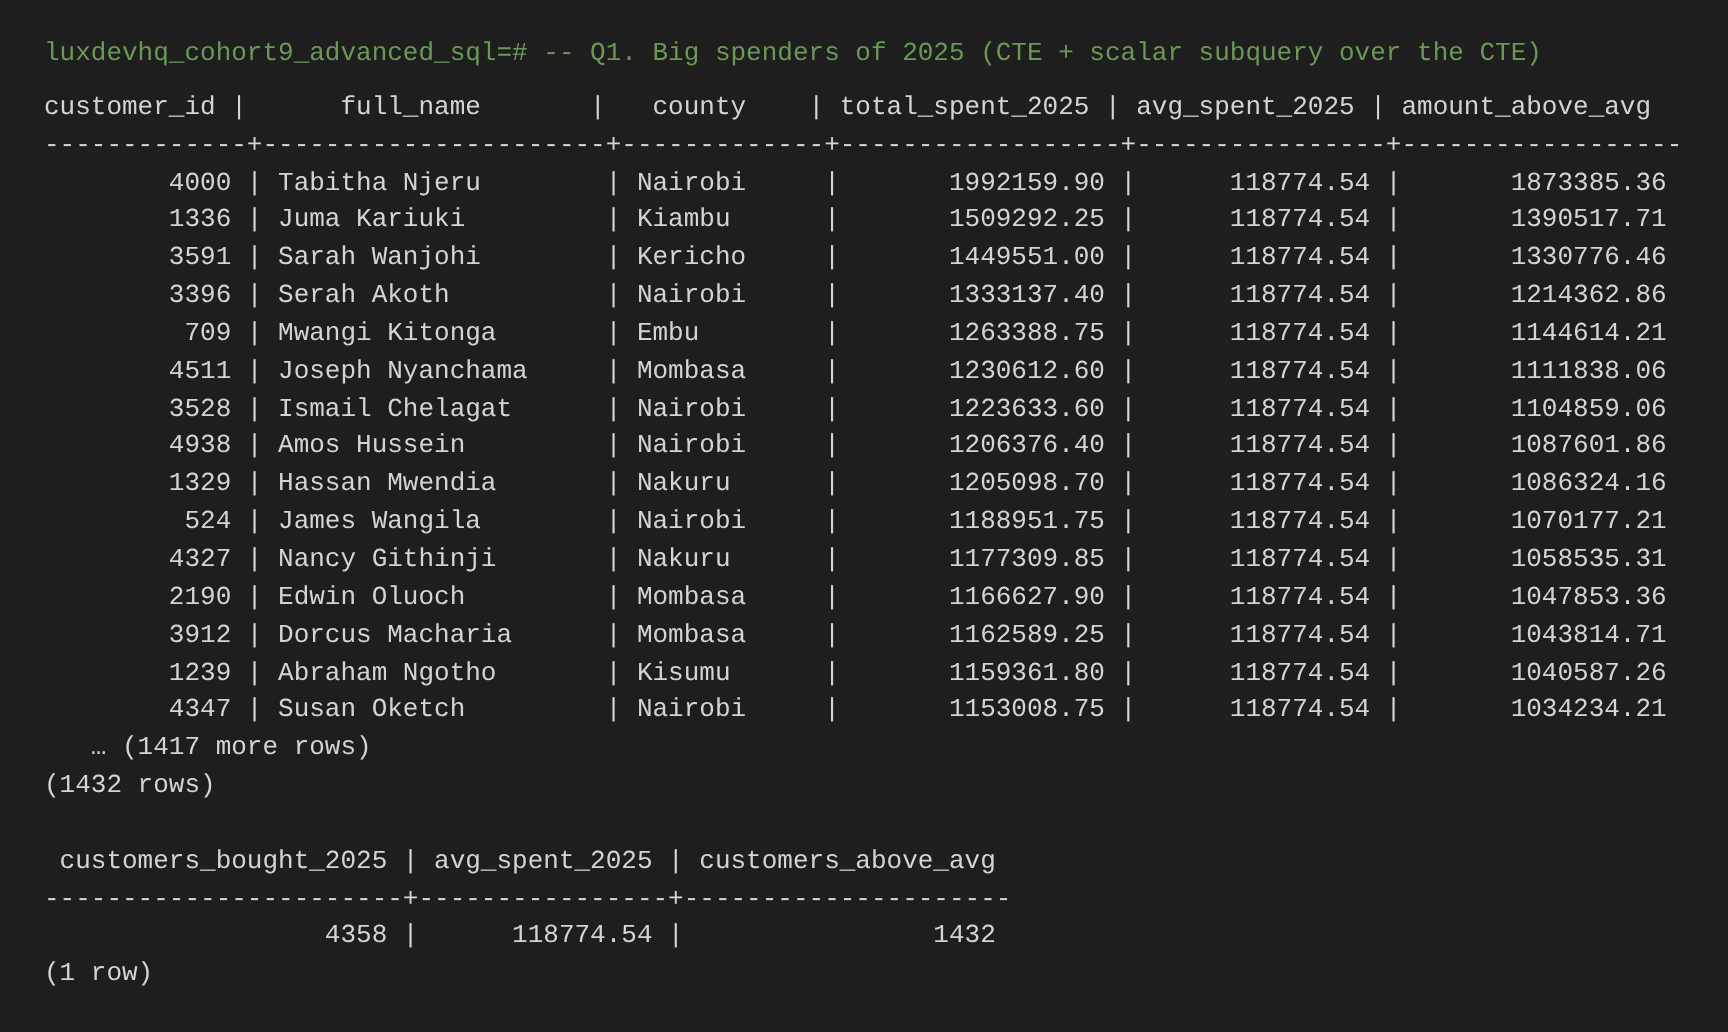 luxdevhq_cohort9_advanced_sql=# -- Q1. Big spenders of 2025 (CTE + scalar subquery over the CTE)
customer_id |      full_name       |   county    | total_spent_2025 | avg_spent_2025 | amount_above_avg
-------------+----------------------+-------------+------------------+----------------+------------------
        4000 | Tabitha Njeru        | Nairobi     |       1992159.90 |      118774.54 |       1873385.36
        1336 | Juma Kariuki         | Kiambu      |       1509292.25 |      118774.54 |       1390517.71
        3591 | Sarah Wanjohi        | Kericho     |       1449551.00 |      118774.54 |       1330776.46
        3396 | Serah Akoth          | Nairobi     |       1333137.40 |      118774.54 |       1214362.86
         709 | Mwangi Kitonga       | Embu        |       1263388.75 |      118774.54 |       1144614.21
        4511 | Joseph Nyanchama     | Mombasa     |       1230612.60 |      118774.54 |       1111838.06
        3528 | Ismail Chelagat      | Nairobi     |       1223633.60 |      118774.54 |       1104859.06
        4938 | Amos Hussein         | Nairobi     |       1206376.40 |      118774.54 |       1087601.86
        1329 | Hassan Mwendia       | Nakuru      |       1205098.70 |      118774.54 |       1086324.16
         524 | James Wangila        | Nairobi     |       1188951.75 |      118774.54 |       1070177.21
        4327 | Nancy Githinji       | Nakuru      |       1177309.85 |      118774.54 |       1058535.31
        2190 | Edwin Oluoch         | Mombasa     |       1166627.90 |      118774.54 |       1047853.36
        3912 | Dorcus Macharia      | Mombasa     |       1162589.25 |      118774.54 |       1043814.71
        1239 | Abraham Ngotho       | Kisumu      |       1159361.80 |      118774.54 |       1040587.26
        4347 | Susan Oketch         | Nairobi     |       1153008.75 |      118774.54 |       1034234.21
   … (1417 more rows)
(1432 rows)
 customers_bought_2025 | avg_spent_2025 | customers_above_avg
-----------------------+----------------+---------------------
                  4358 |      118774.54 |                1432
(1 row)